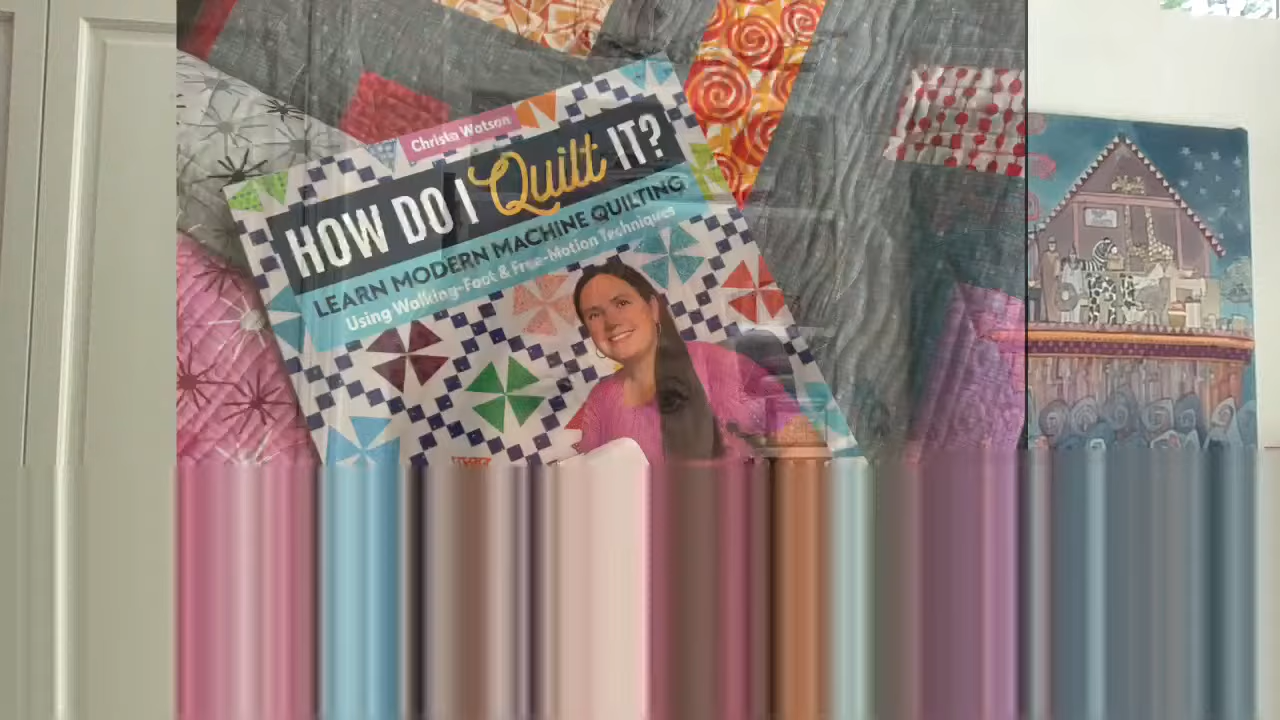 Christa Watson
HOW DO I Quilt IT?
LEARN MODERN MACHINE QUILTING
Using Walking-Foot & Free-Motion Techniques